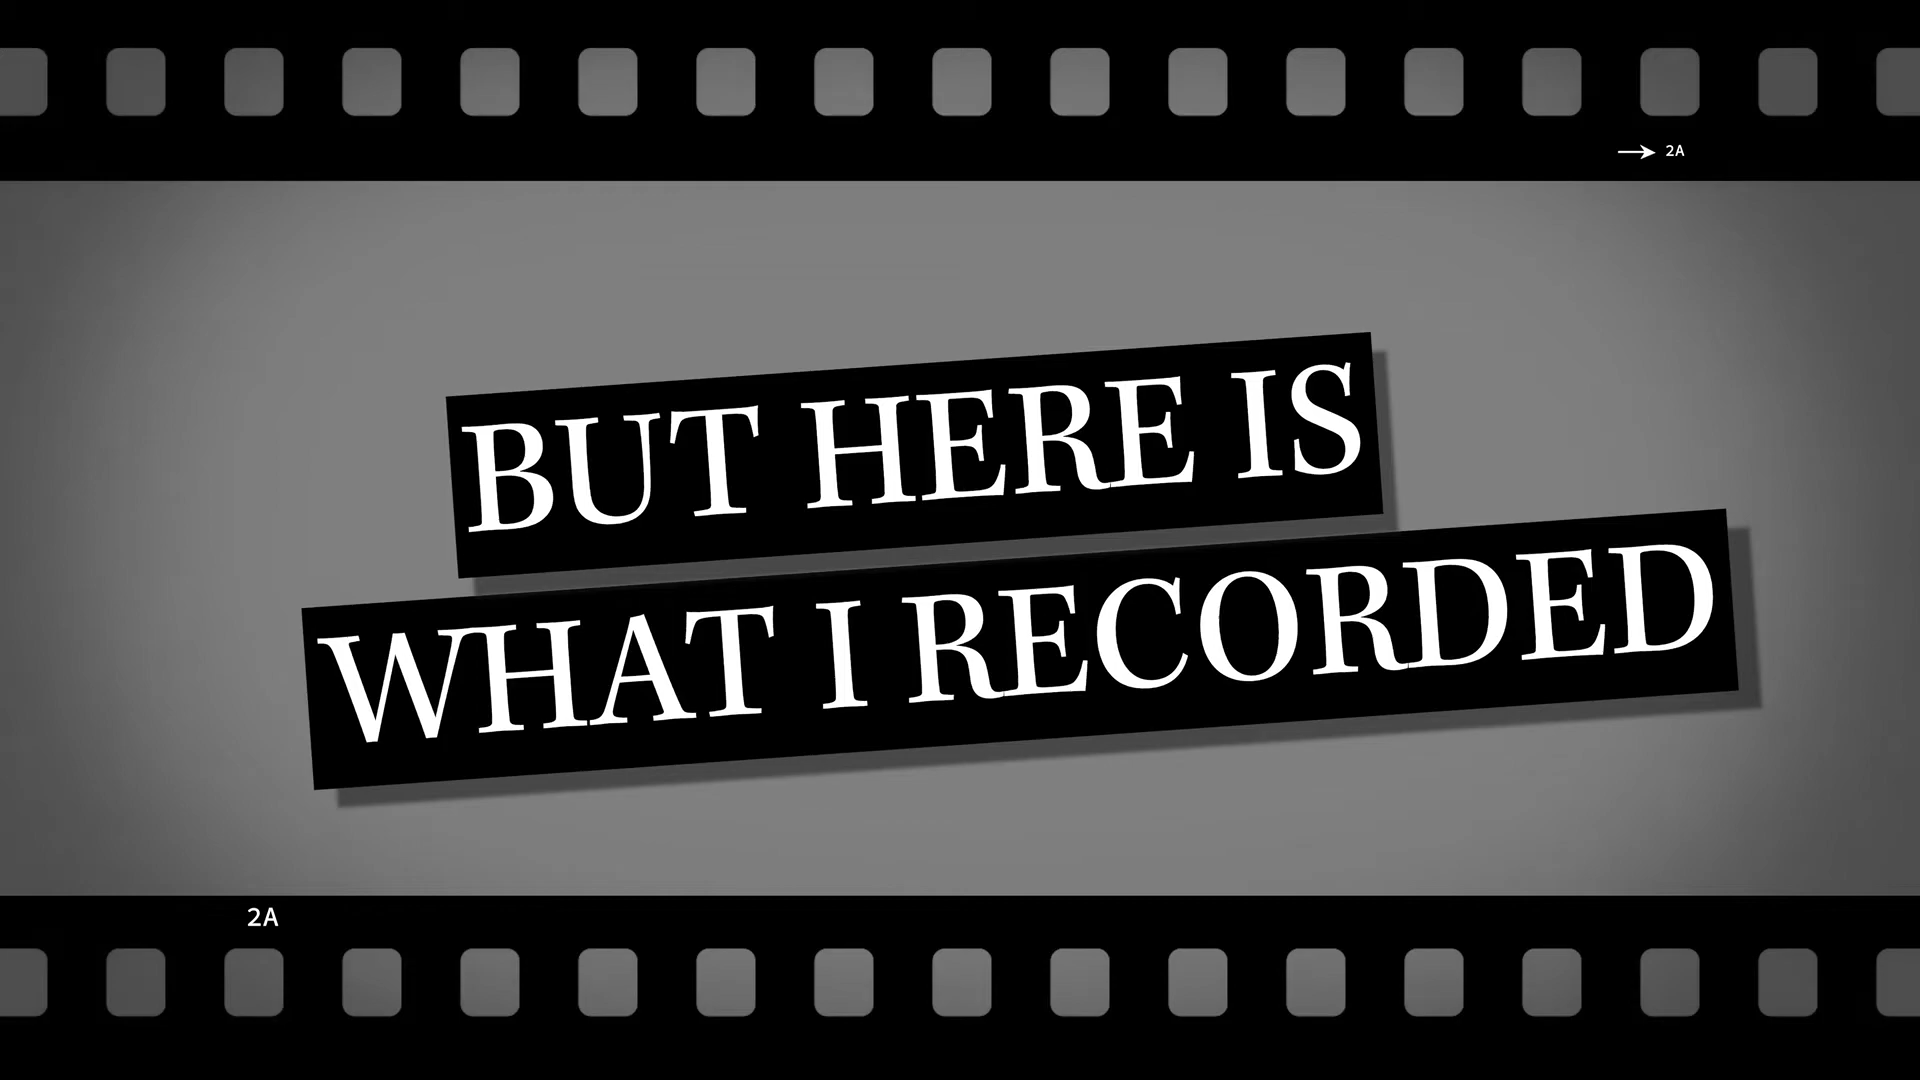 → 2A
BUT HERE IS
WHAT I RECORDED
2A